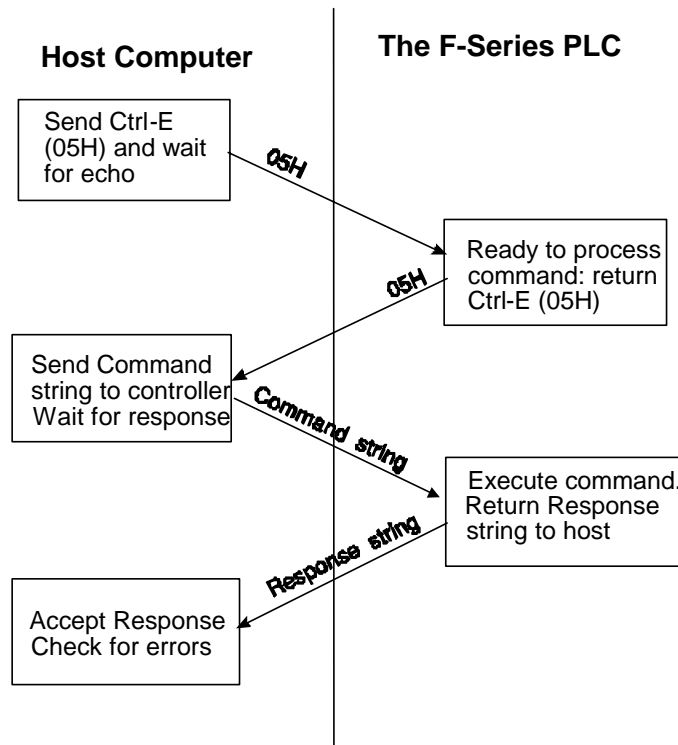 Host Computer
The F-Series PLC
Send Ctrl-E
(05H) and wait
for echo
05H
Ready to process
command: return
Ctrl-E (05H)
05H
Send Command
string to controller
Wait for response
Command string
Execute command.
Return Response
string to host
Response string
Accept Response
Check for errors